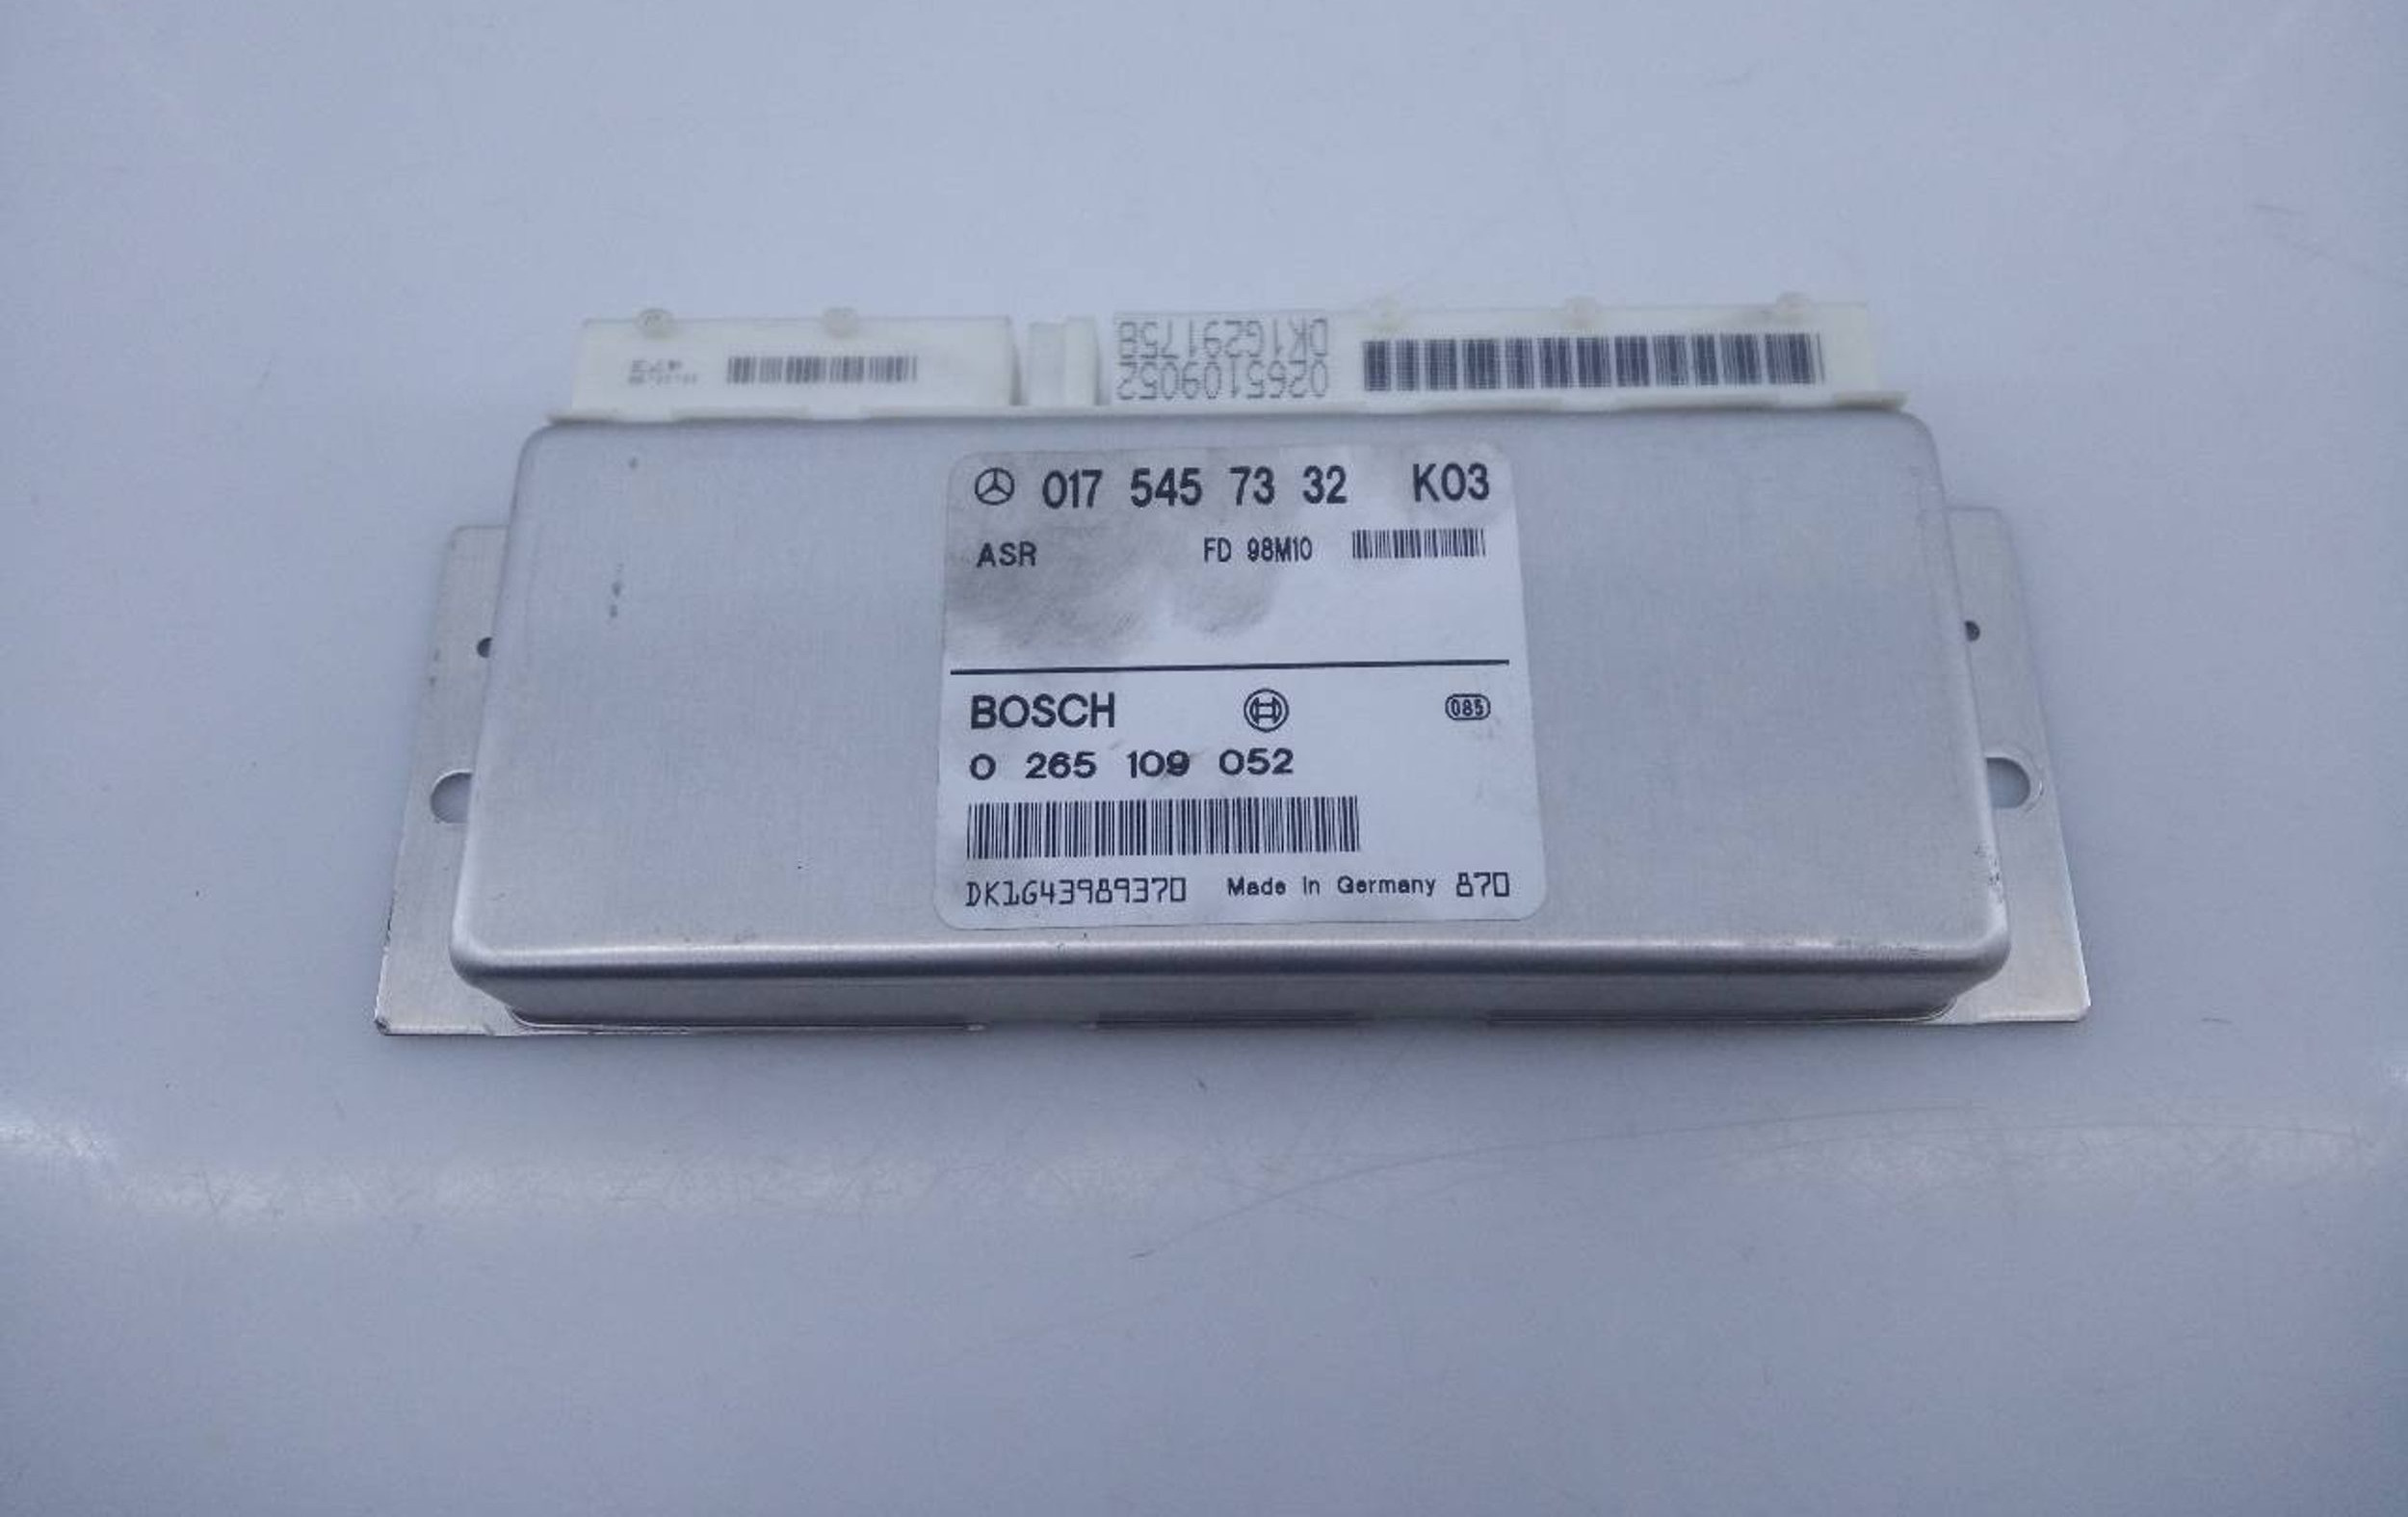 DK1G29175B
0265109052
017 545 73 32 K03
ASR FD 98M10
BOSCH 085
0 265 109 052
DK1G43989370 Made in Germany 870